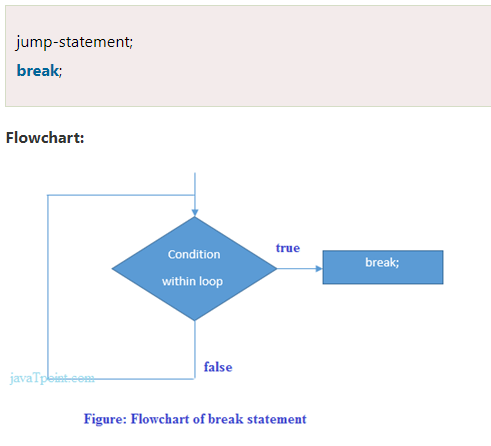 jump-statement;
break;
Flowchart:
Condition
within loop
true
break;
false
javaTpoint.com
Figure: Flowchart of break statement